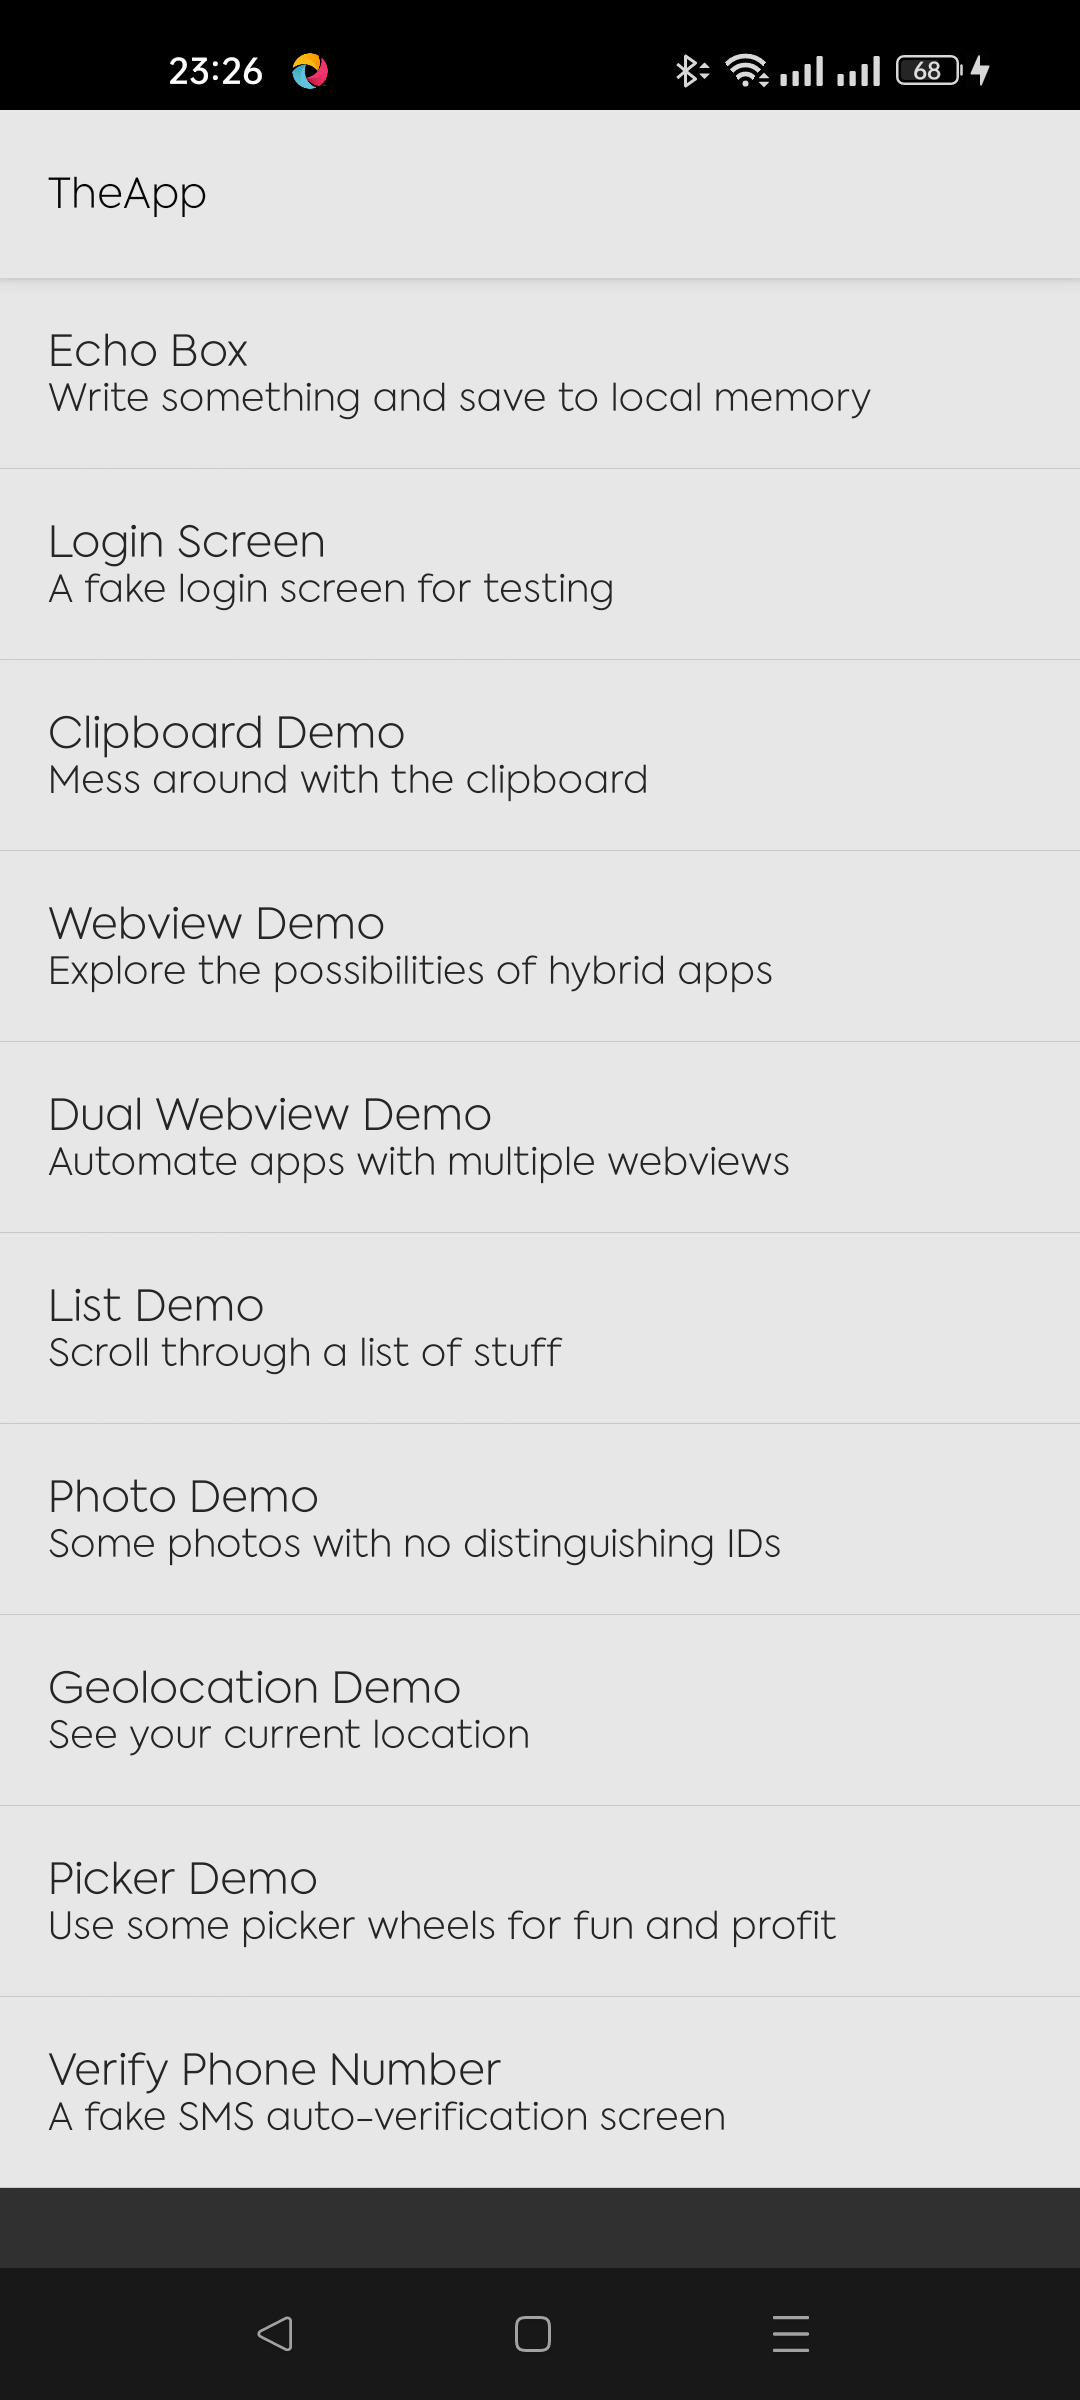 23:26
68
TheApp
Echo Box
Write something and save to local memory
Login Screen
A fake login screen for testing
Clipboard Demo
Mess around with the clipboard
Webview Demo
Explore the possibilities of hybrid apps
Dual Webview Demo
Automate apps with multiple webviews
List Demo
Scroll through a list of stuff
Photo Demo
Some photos with no distinguishing IDs
Geolocation Demo
See your current location
Picker Demo
Use some picker wheels for fun and profit
Verify Phone Number
A fake SMS auto-verification screen